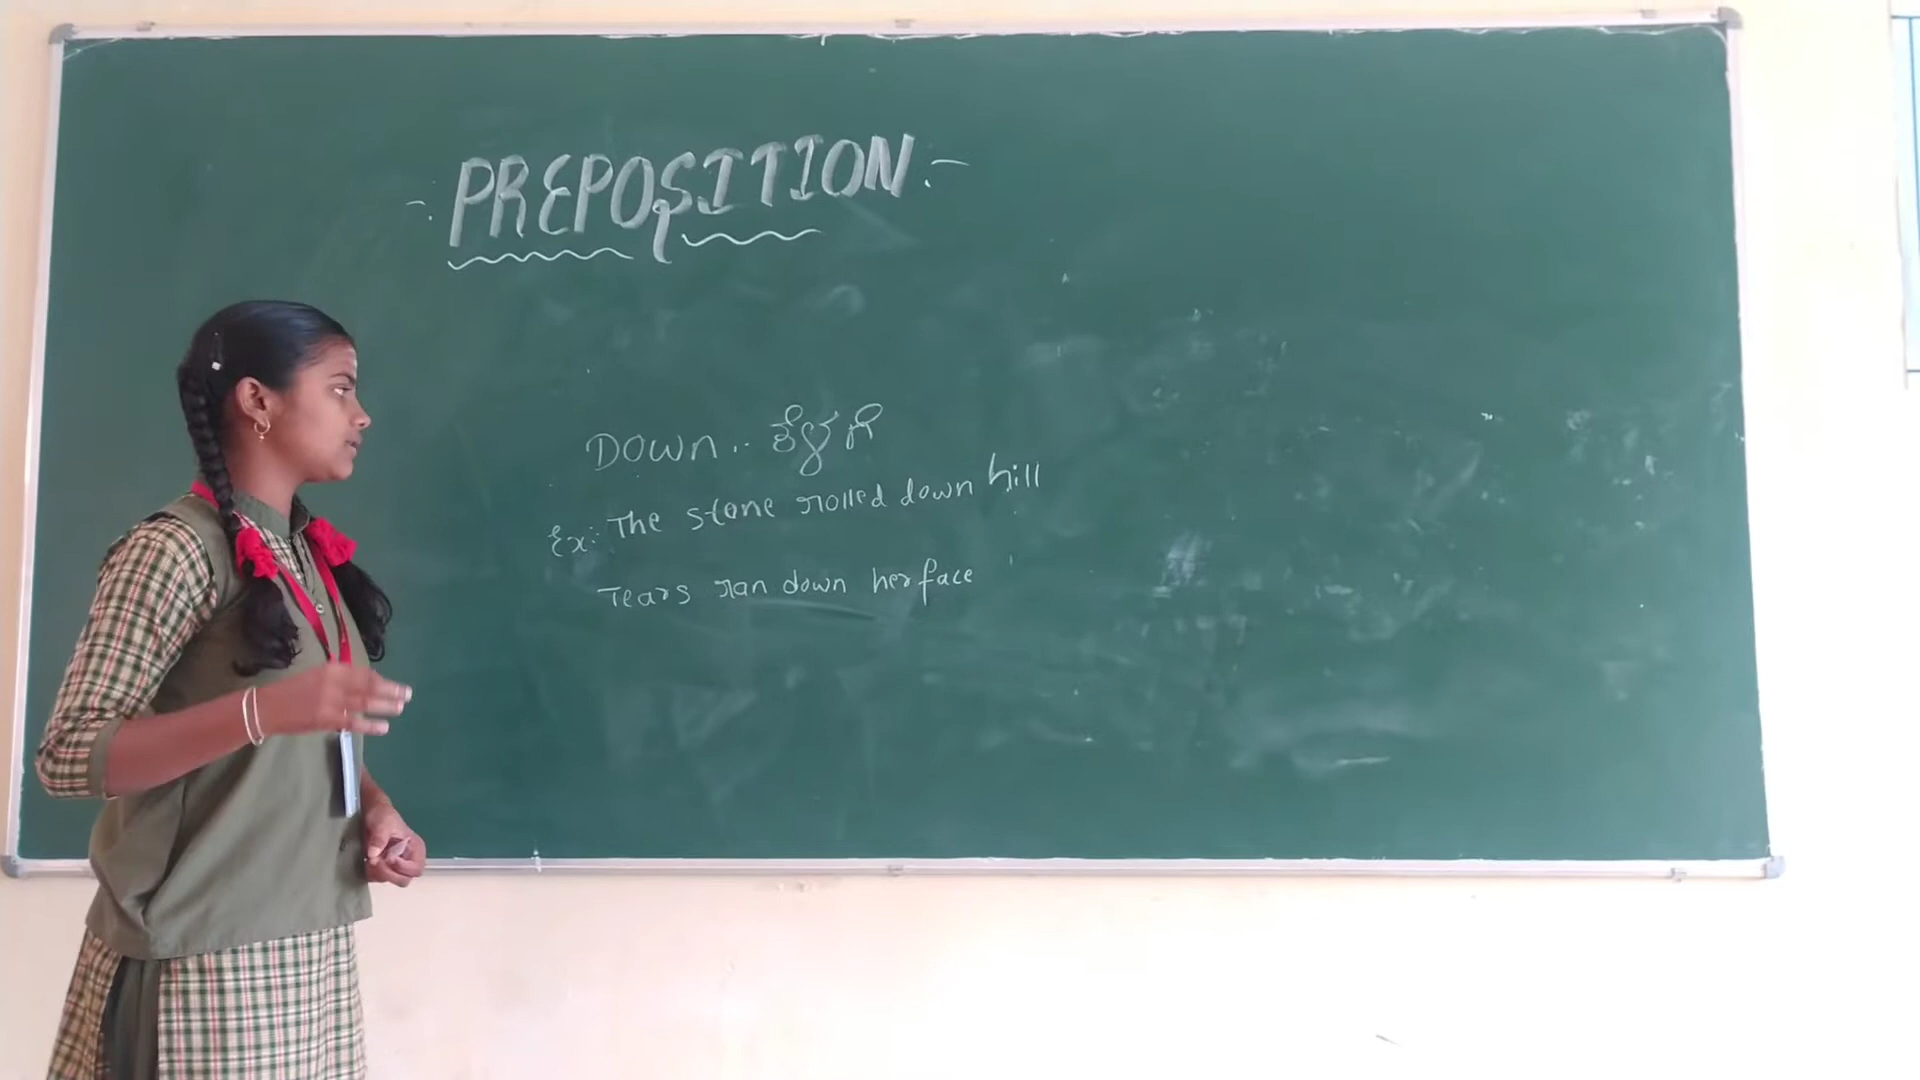 -: PREPOSITION :-
DOWN :- ಕೆಳಗೆ
Ex:- The stone rolled down hill
Tears ran down her face